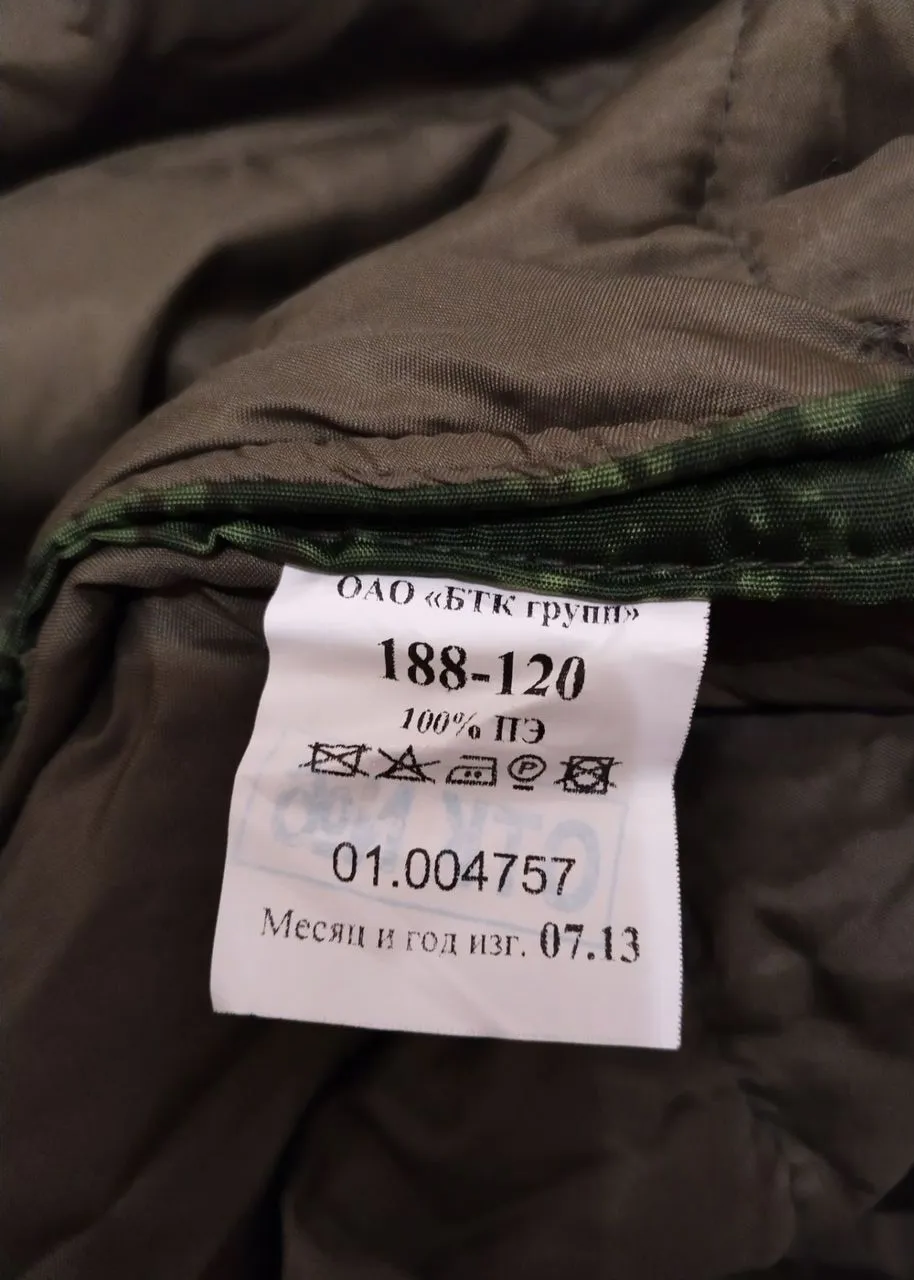 ОАО «БТК групп»
188-120
100% ПЭ
P
01.004757
Месяц и год изг. 07.13